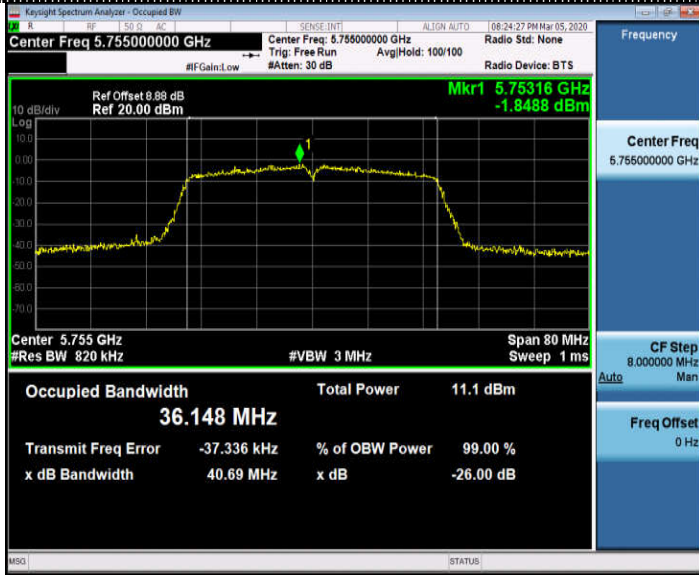 Keysight Spectrum Analyzer - Occupied BW
R RF 50 Ω AC SENSE:INT ALIGN AUTO 08:24:27 PM Mar 05, 2020
Center Freq 5.755000000 GHz
Center Freq: 5.755000000 GHz
Radio Std: None
Trig: Free Run Avg|Hold: 100/100
#IFGain:Low #Atten: 30 dB Radio Device: BTS
Frequency
Mkr1 5.75316 GHz
-1.8488 dBm
Ref Offset 8.88 dB
10 dB/div Ref 20.00 dBm
Log
10.0
0.00
-10.0
-20.0
-30.0
-40.0
-50.0
-60.0
-70.0
1
Center 5.755 GHz Span 80 MHz
#Res BW 820 kHz #VBW 3 MHz Sweep 1 ms
Occupied Bandwidth Total Power 11.1 dBm
36.148 MHz
Transmit Freq Error -37.336 kHz % of OBW Power 99.00 %
x dB Bandwidth 40.69 MHz x dB -26.00 dB
Center Freq
5.755000000 GHz
CF Step
8.000000 MHz
Auto Man
Freq Offset
0 Hz
MSG STATUS